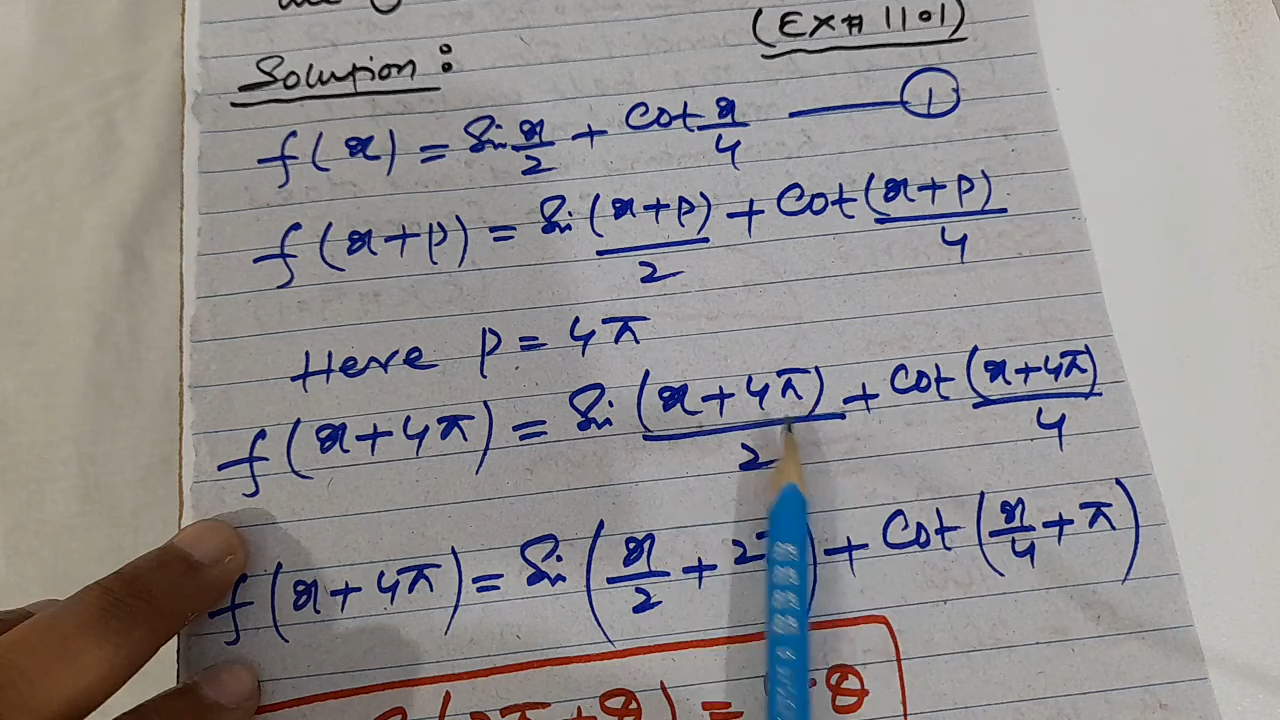 (EX# 11.1)
Solution:
f(x) = Sin x/2 + Cot x/4 —— ①
f(x+p) = Sin (x+p)/2 + Cot (x+p)/4
Here p = 4π
f(x+4π) = Sin (x+4π)/2 + Cot (x+4π)/4
f(x+4π) = Sin (x/2 + 2 ) + Cot (x/4 + π)
(2π+θ) = θ